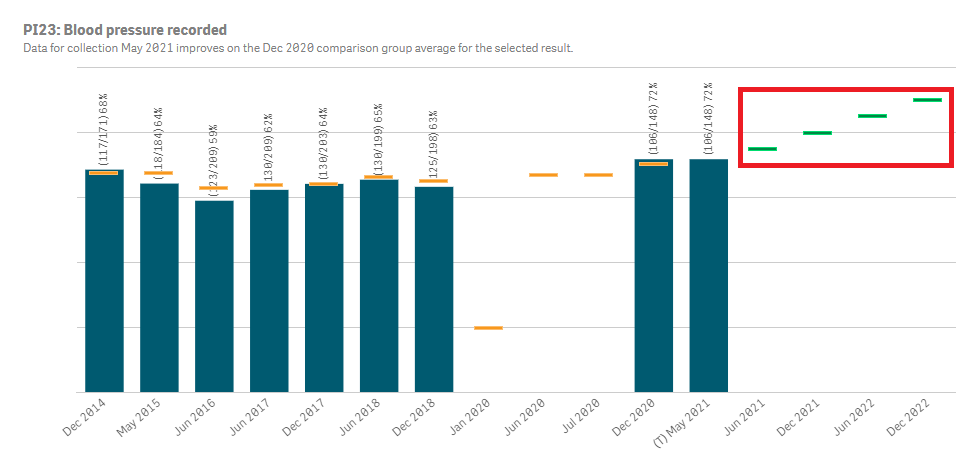 PI23: Blood pressure recorded
Data for collection May 2021 improves on the Dec 2020 comparison group average for the selected result.
(117/171) 68%
(118/184) 64%
(123/209) 59%
(130/209) 62%
(130/203) 64%
(130/199) 65%
(125/198) 63%
(106/148) 72%
(106/148) 72%
Dec 2014
May 2015
Jun 2016
Jun 2017
Dec 2017
Jun 2018
Dec 2018
Jan 2020
Jun 2020
Jul 2020
Dec 2020
(T) May 2021
Jun 2021
Dec 2021
Jun 2022
Dec 2022